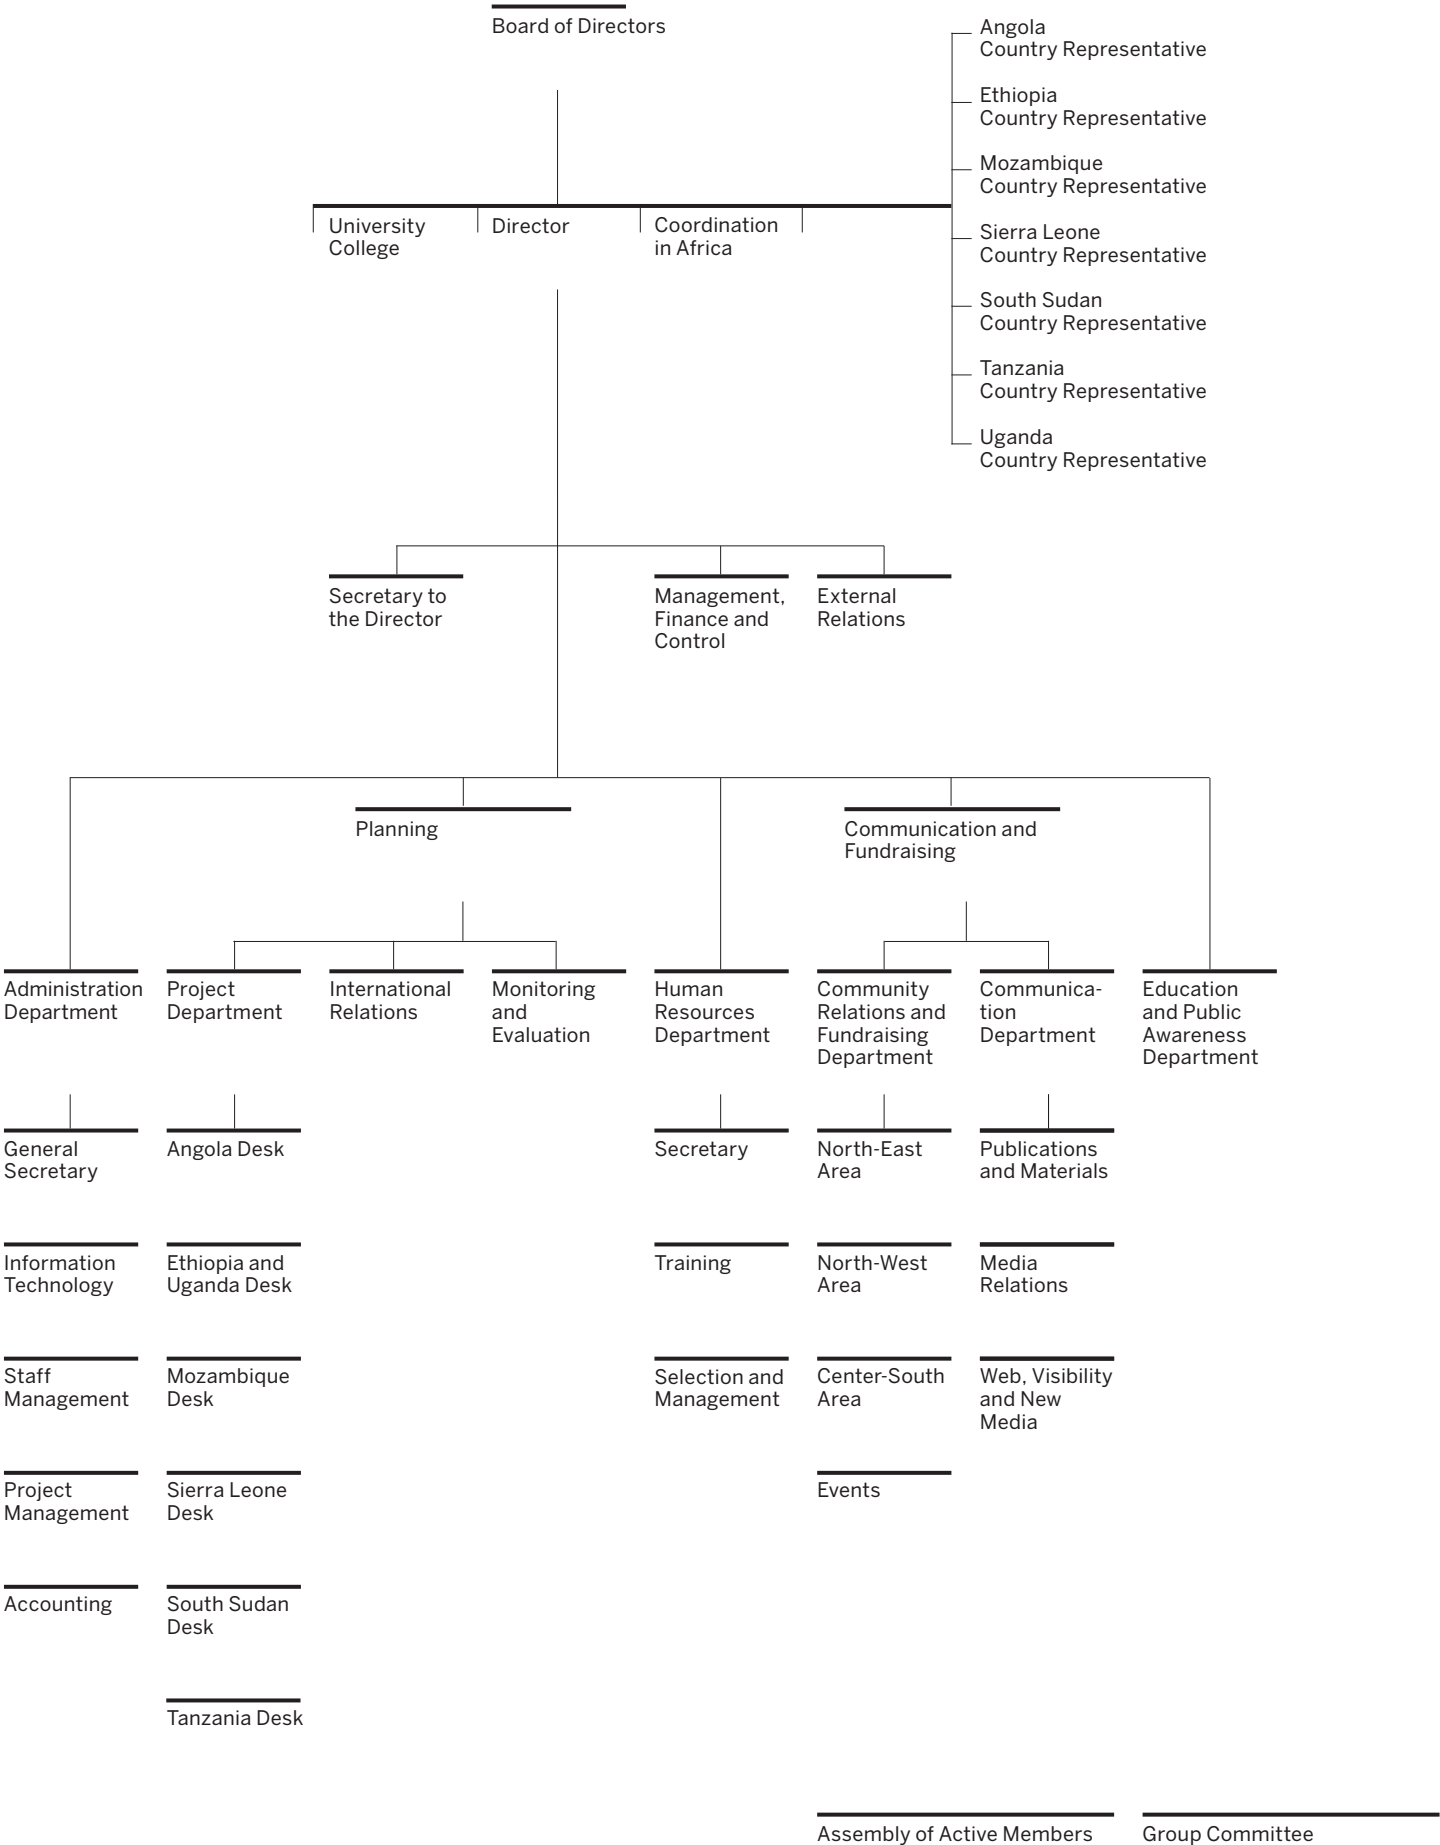 Board of Directors
Angola
Country Representative
Ethiopia
Country Representative
Mozambique
Country Representative
Sierra Leone
Country Representative
South Sudan
Country Representative
Tanzania
Country Representative
Uganda
Country Representative
University
College
Director
Coordination
in Africa
Secretary to
the Director
Management,
Finance and
Control
External
Relations
Planning
Communication and
Fundraising
Administration
Department
Project
Department
International
Relations
Monitoring
and
Evaluation
Human
Resources
Department
Community
Relations and
Fundraising
Department
Communica-
tion
Department
Education
and Public
Awareness
Department
General
Secretary
Information
Technology
Staff
Management
Project
Management
Accounting
Angola Desk
Ethiopia and
Uganda Desk
Mozambique
Desk
Sierra Leone
Desk
South Sudan
Desk
Tanzania Desk
Secretary
Training
Selection and
Management
North-East
Area
North-West
Area
Center-South
Area
Events
Publications
and Materials
Media
Relations
Web, Visibility
and New
Media
Assembly of Active Members
Group Committee